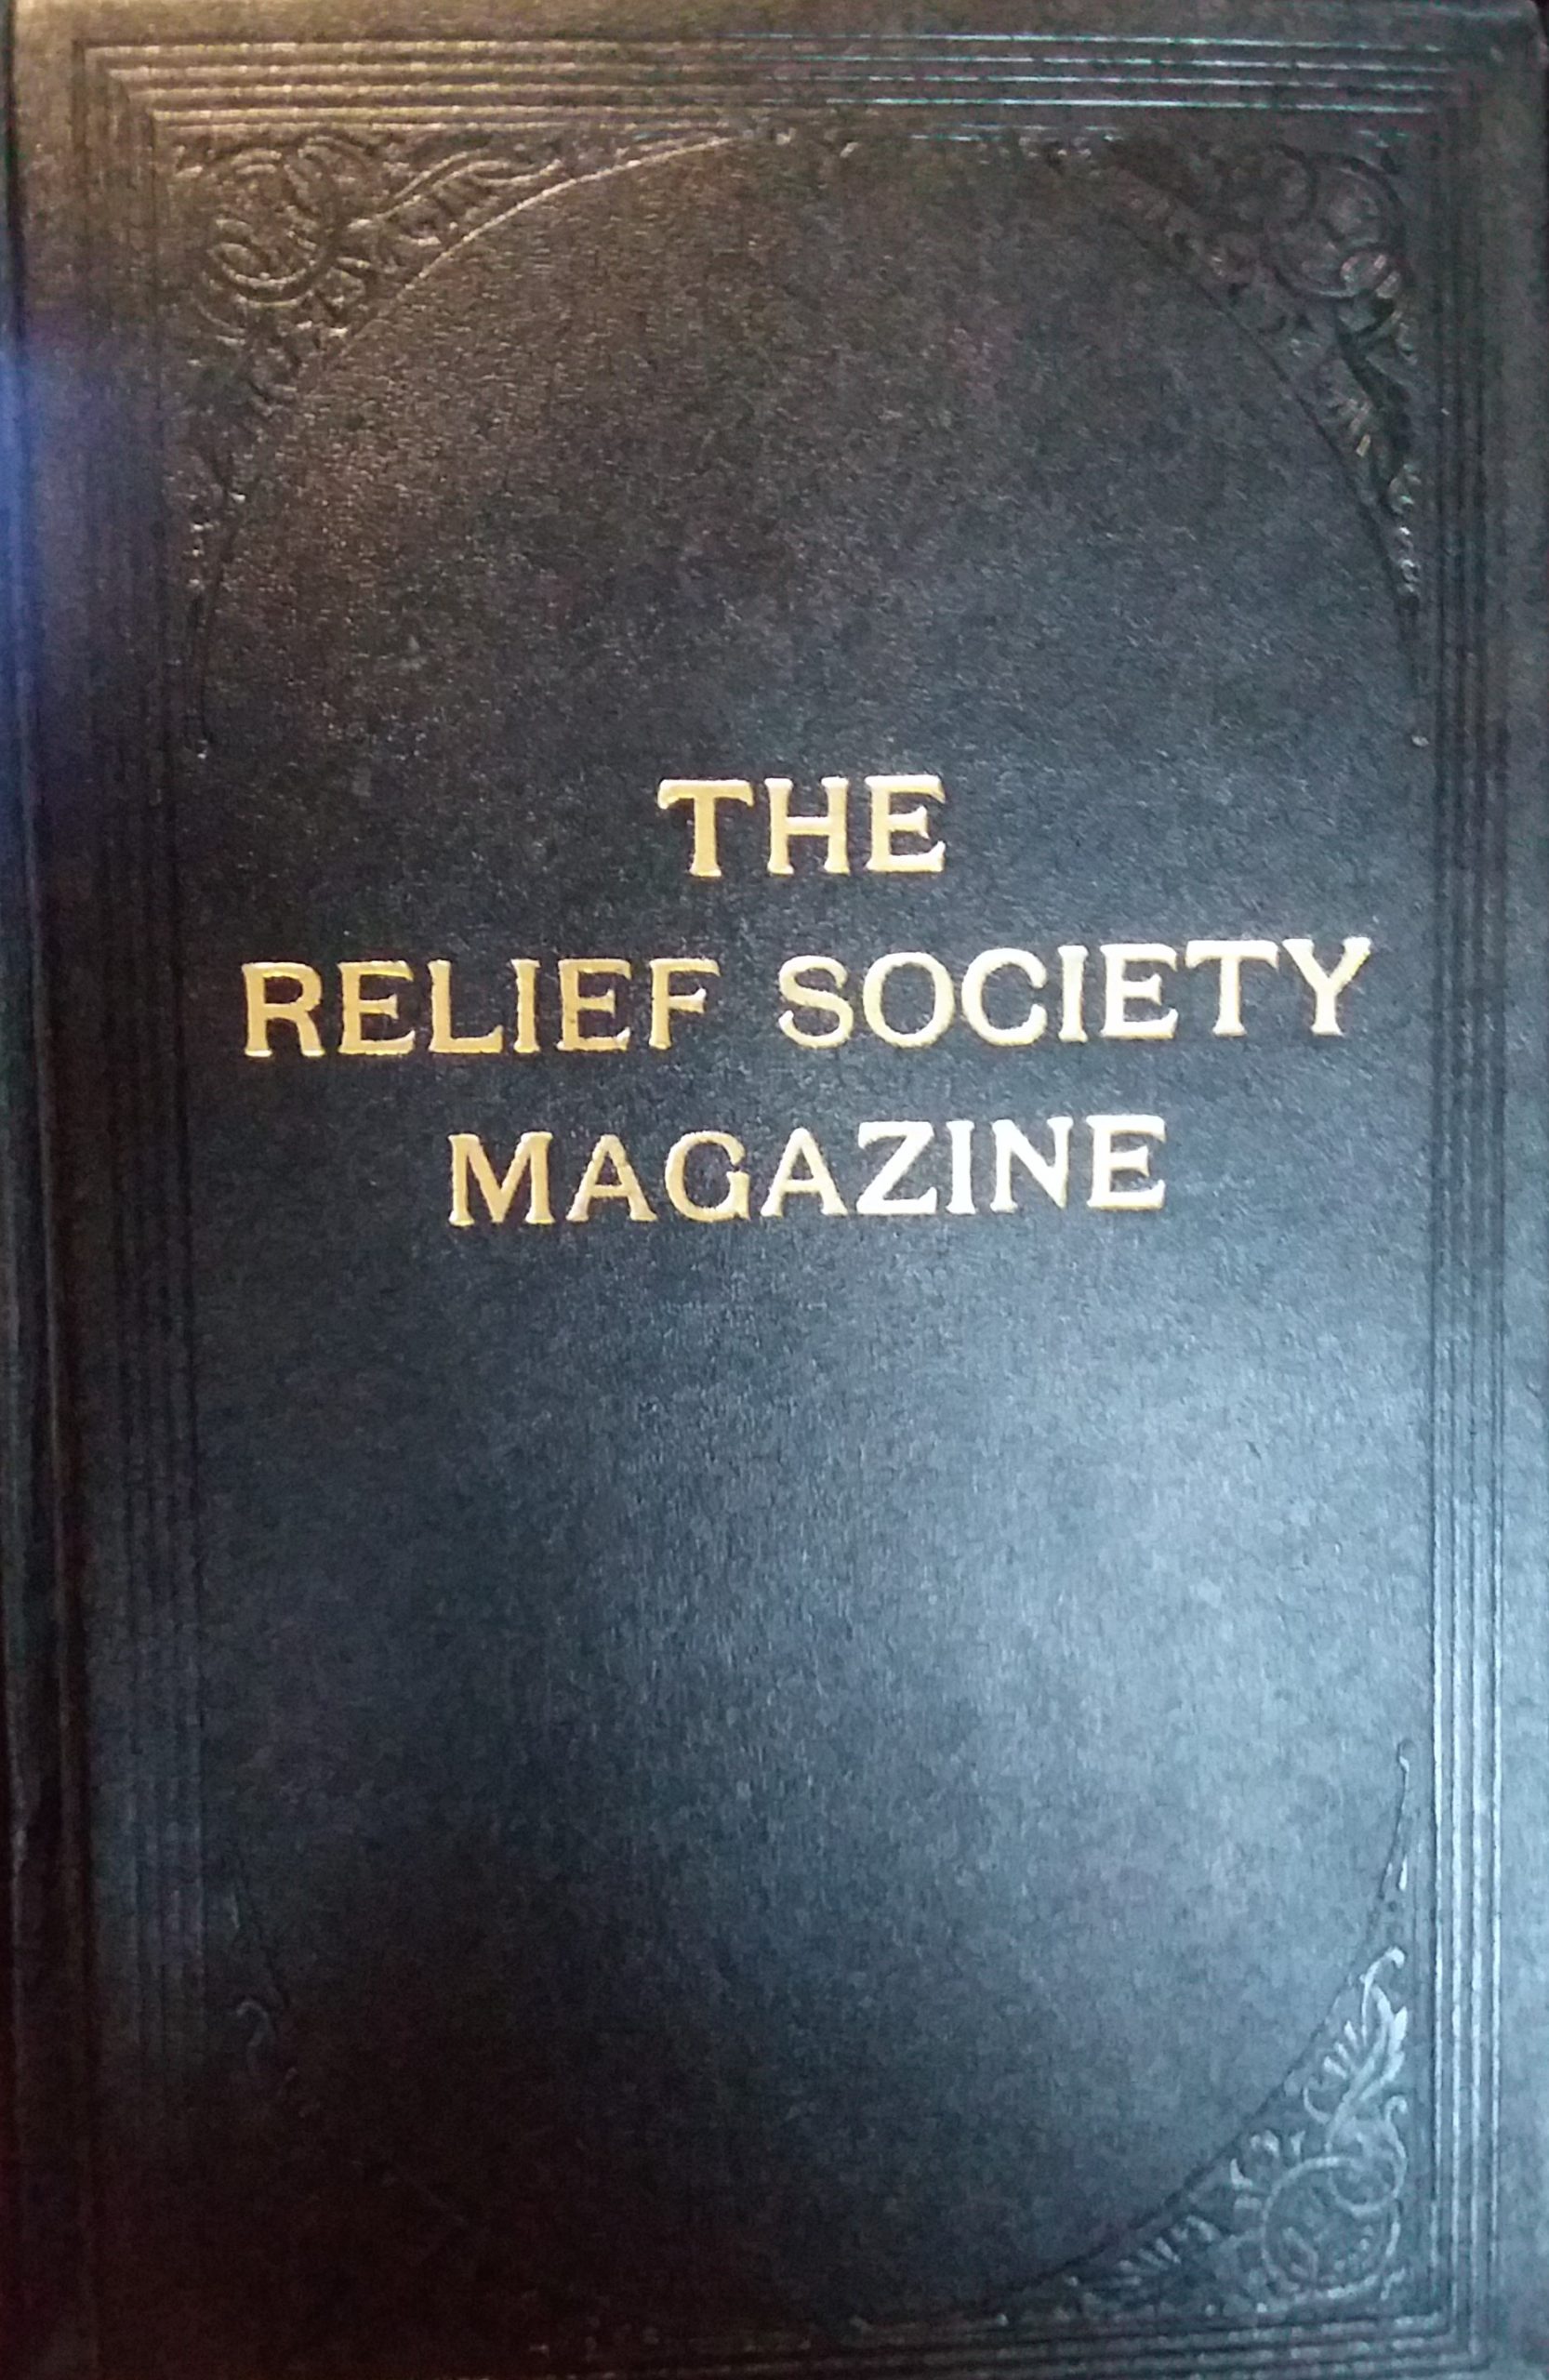 THE
RELIEF SOCIETY
MAGAZINE